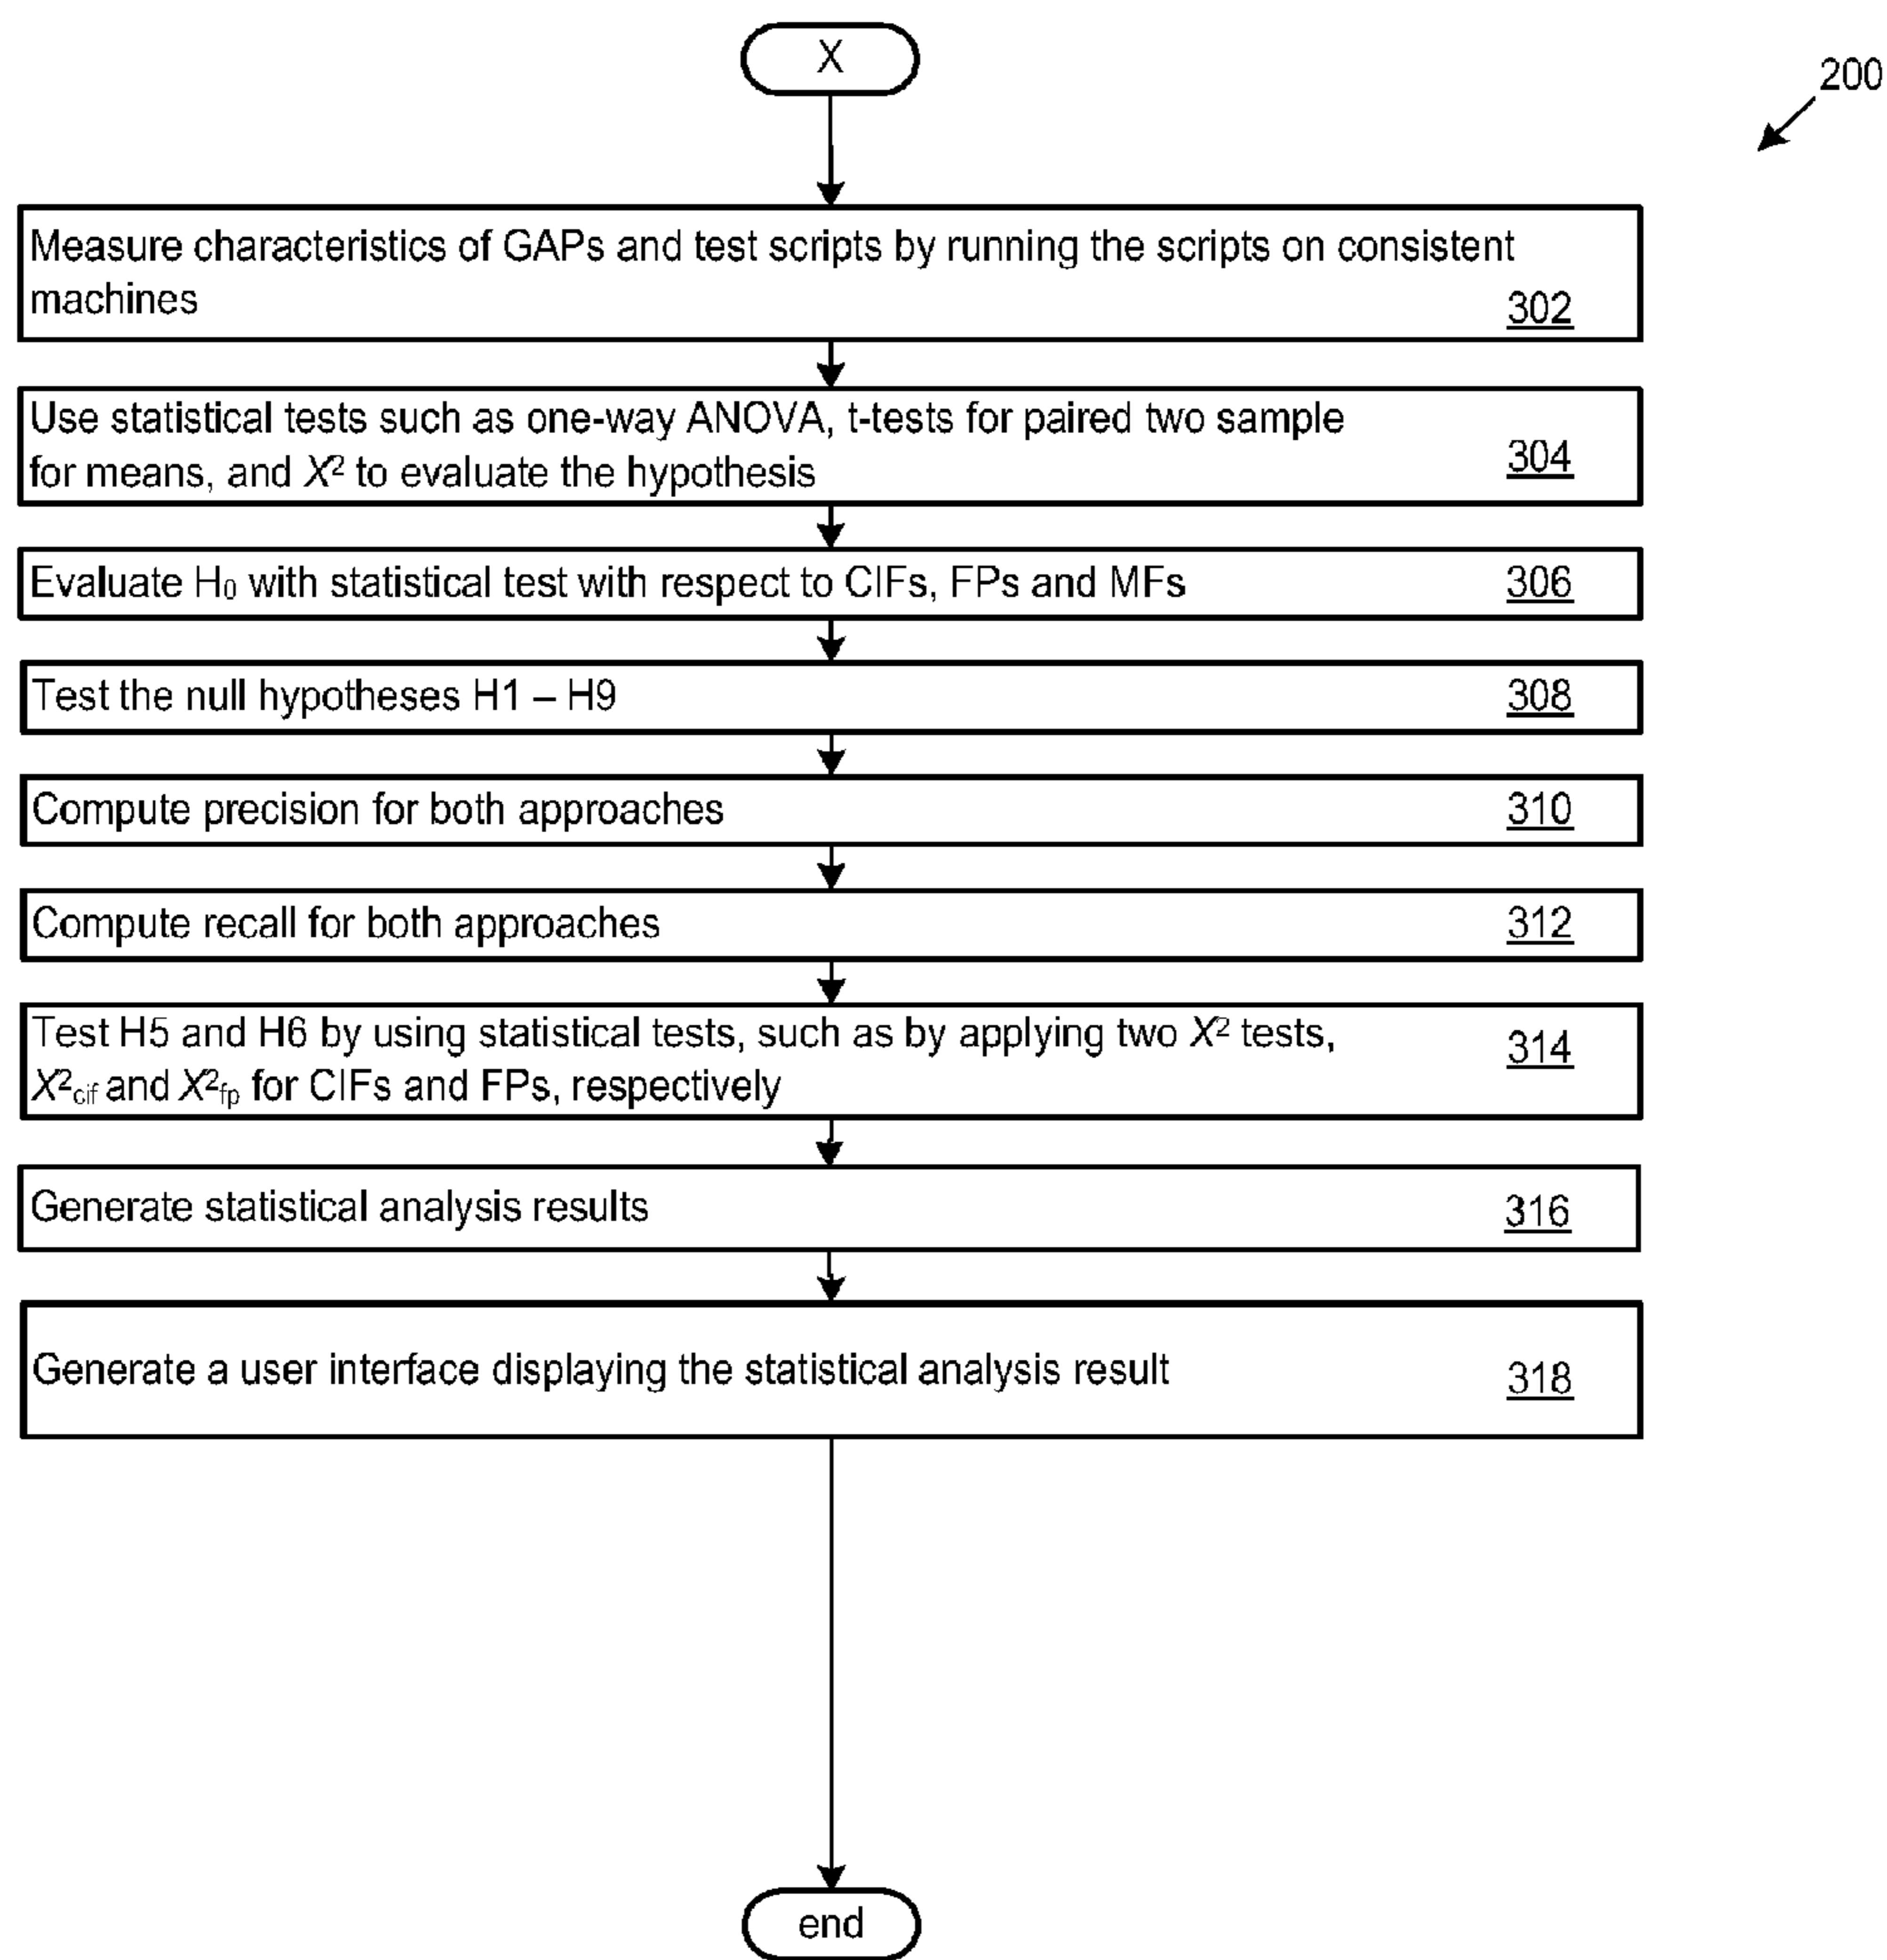 X
200
Measure characteristics of GAPs and test scripts by running the scripts on consistent
machines
302
Use statistical tests such as one-way ANOVA, t-tests for paired two sample
for means, and X² to evaluate the hypothesis
304
Evaluate H₀ with statistical test with respect to CIFs, FPs and MFs
306
Test the null hypotheses H1 – H9
308
Compute precision for both approaches
310
Compute recall for both approaches
312
Test H5 and H6 by using statistical tests, such as by applying two X² tests,
X²cif and X²fp for CIFs and FPs, respectively
314
Generate statistical analysis results
316
Generate a user interface displaying the statistical analysis result
318
end